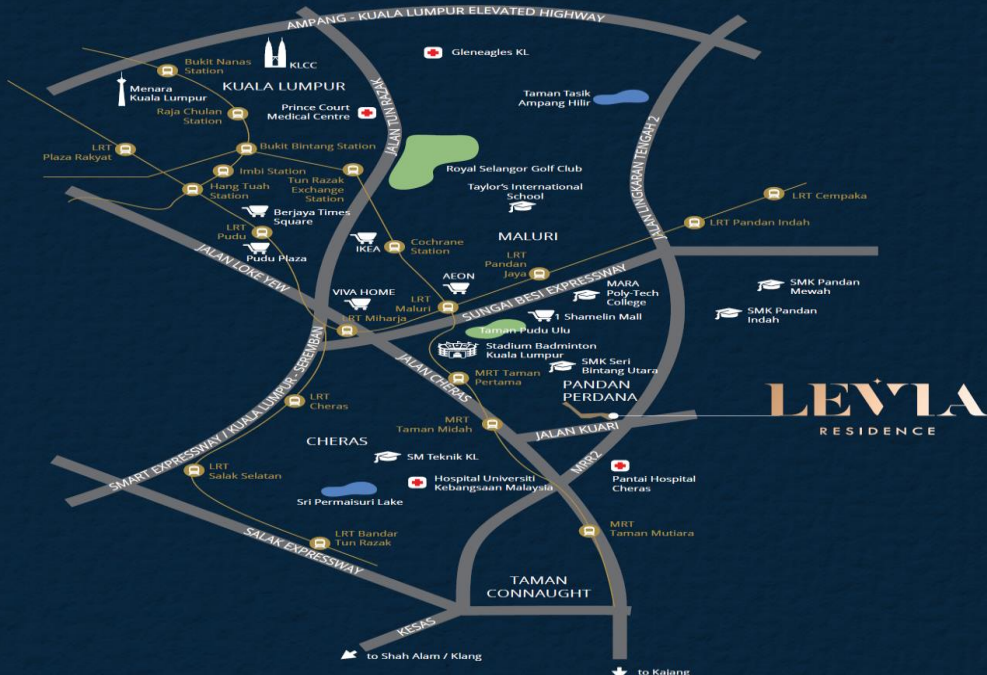 AMPANG - KUALA LUMPUR ELEVATED HIGHWAY
Bukit Nanas
Station
KLCC
Gleneagles KL
Menara
Kuala Lumpur
KUALA LUMPUR
Taman Tasik
Ampang Hilir
Raja Chulan
Station
Prince Court
Medical Centre
JALAN TUN RAZAK
JALAN LINGKARAN TENGAH 2
LRT
Plaza Rakyat
Bukit Bintang Station
Imbi Station
Tun Razak
Exchange
Station
Royal Selangor Golf Club
Hang Tuah
Station
Taylor's International
School
LRT Cempaka
Berjaya Times
Square
LRT
Pudu
LRT Pandan Indah
MALURI
IKEA
Cochrane
Station
Pudu Plaza
JALAN LOKE YEW
LRT
Pandan
Jaya
AEON
SUNGAI BESI EXPRESSWAY
MARA
Poly-Tech
College
SMK Pandan
Mewah
VIVA HOME
LRT
Maluri
1 Shamelin Mall
SMK Pandan
Indah
LRT Miharja
Taman Pudu Ulu
Stadium Badminton
Kuala Lumpur
SMK Seri
Bintang Utara
JALAN CHERAS
MRT Taman
Pertama
PANDAN
PERDANA
LEVIA
RESIDENCE
SMART EXPRESSWAY / KUALA LUMPUR - SEREMBAN
LRT
Cheras
MRT
Taman Midah
JALAN KUARI
CHERAS
SM Teknik KL
MRR2
LRT
Salak Selatan
Hospital Universiti
Kebangsaan Malaysia
Pantai Hospital
Cheras
Sri Permaisuri Lake
LRT Bandar
Tun Razak
MRT
Taman Mutiara
SALAK EXPRESSWAY
TAMAN
CONNAUGHT
KESAS
to Shah Alam / Klang
to Kajang